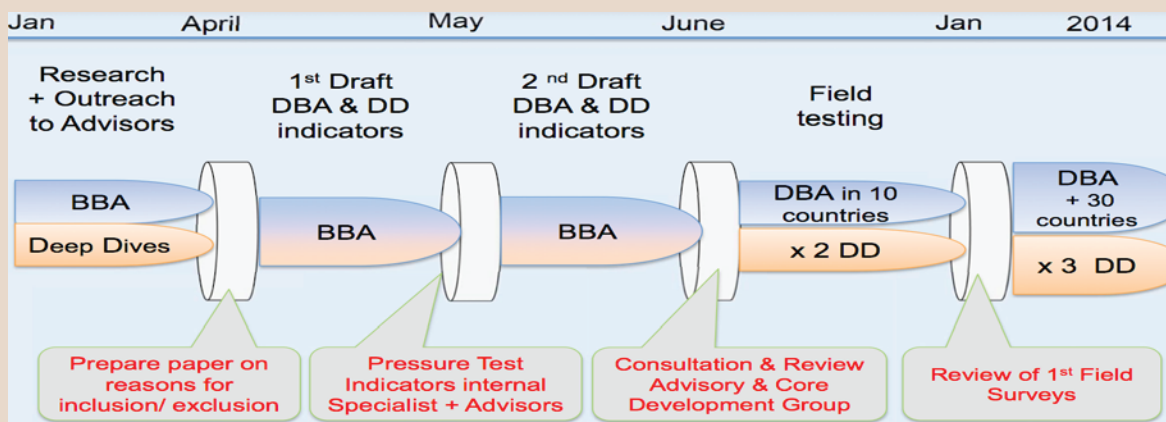 Jan April May June Jan 2014
Research
+ Outreach
to Advisors
1st Draft
DBA & DD
indicators
2 nd Draft
DBA & DD
indicators
Field
testing
BBA
Deep Dives
BBA
BBA
DBA in 10
countries
x 2 DD
DBA
+ 30
countries
x 3 DD
Prepare paper on
reasons for
inclusion/ exclusion
Pressure Test
Indicators internal
Specialist + Advisors
Consultation & Review
Advisory & Core
Development Group
Review of 1st Field
Surveys